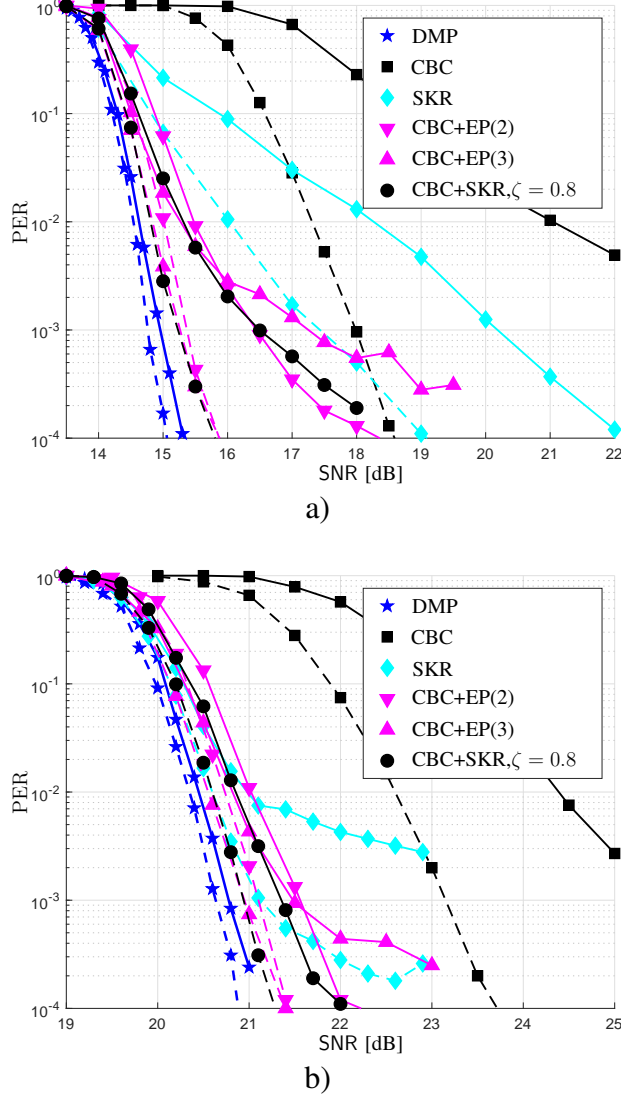 10^0
10^-1
10^-2
10^-3
10^-4
PER
DMP
CBC
SKR
CBC+EP(2)
CBC+EP(3)
CBC+SKR,ζ = 0.8
14 15 16 17 18 19 20 21 22
SNR [dB]
a)
10^0
10^-1
10^-2
10^-3
10^-4
PER
DMP
CBC
SKR
CBC+EP(2)
CBC+EP(3)
CBC+SKR,ζ = 0.8
19 20 21 22 23 24 25
SNR [dB]
b)